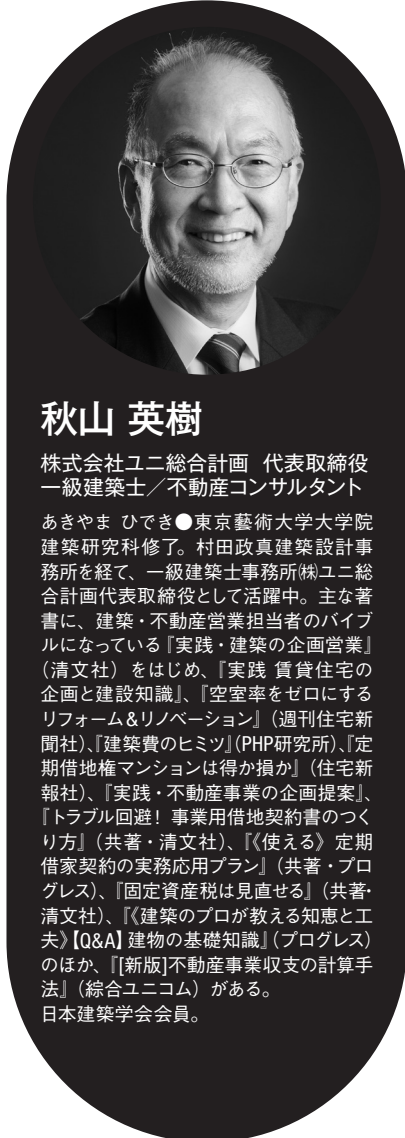 秋山 英樹
株式会社ユニ総合計画 代表取締役
一級建築士／不動産コンサルタント
あきやま ひでき●東京藝術大学大学院
建築研究科修了。村田政真建築設計事
務所を経て、一級建築士事務所㈱ユニ総
合計画代表取締役として活躍中。主な著
書に、建築・不動産営業担当者のバイブ
ルになっている『実践・建築の企画営業』
（清文社）をはじめ、『実践 賃貸住宅の
企画と建設知識』、『空室率をゼロにする
リフォーム＆リノベーション』（週刊住宅新
聞社）、『建築費のヒミツ』（PHP研究所）、『定
期借地権マンションは得か損か』（住宅新
報社）、『実践・不動産事業の企画提案』、
『トラブル回避！ 事業用借地契約書のつく
り方』（共著・清文社）、『《使える》定期
借家契約の実務応用プラン』（共著・プロ
グレス）、『固定資産税は見直せる』（共著・
清文社）、『《建築のプロが教える知恵と工
夫》【Q&A】建物の基礎知識』（プログレス）
のほか、『[新版]不動産事業収支の計算手
法』（綜合ユニコム）がある。
日本建築学会会員。